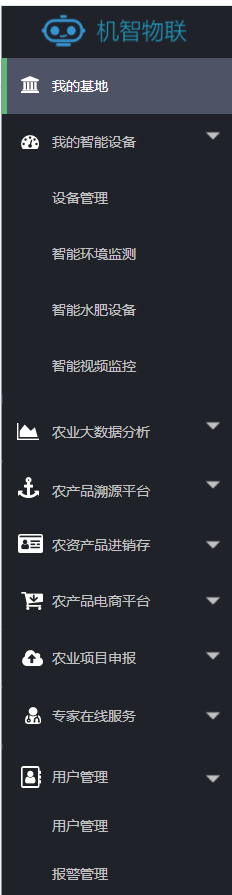 机智物联
我的基地
我的智能设备
设备管理
智能环境监测
智能水肥设备
智能视频监控
农业大数据分析
农产品溯源平台
农资产品进销存
农产品电商平台
农业项目申报
专家在线服务
用户管理
用户管理
报警管理